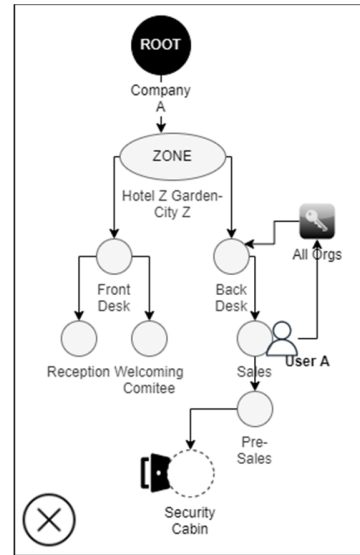 ROOT
Company
A
ZONE
Hotel Z Garden-
City Z
All Orgs
Front
Desk
Back
Desk
Reception
Welcoming
Comitee
Sales
User A
Pre-
Sales
Security
Cabin